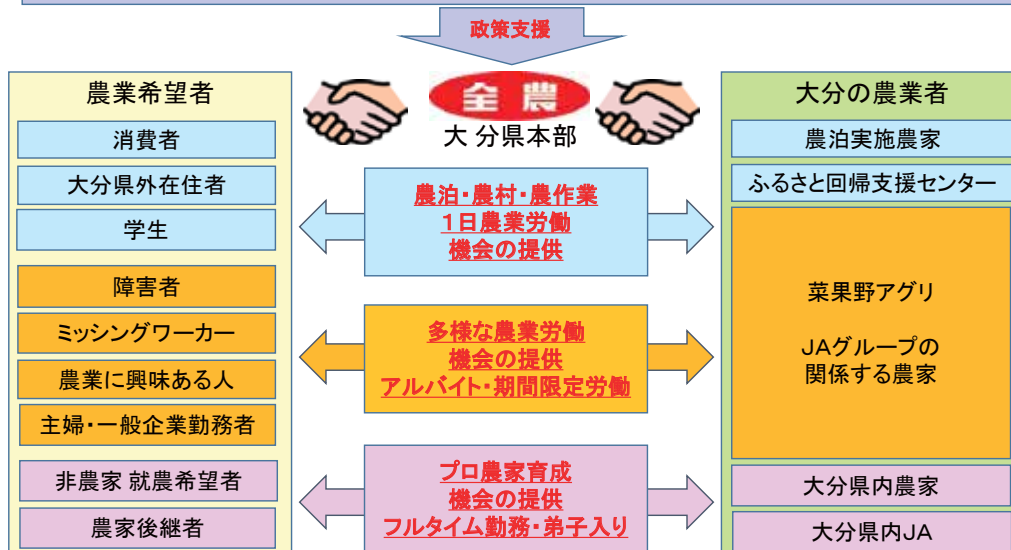 政策支援
農業希望者
消費者
大分県外在住者
学生
障害者
ミッシングワーカー
農業に興味ある人
主婦・一般企業勤務者
非農家 就農希望者
農家後継者
全農
大分県本部
農泊・農村・農作業
1日農業労働
機会の提供
多様な農業労働
機会の提供
アルバイト・期間限定労働
プロ農家育成
機会の提供
フルタイム勤務・弟子入り
大分の農業者
農泊実施農家
ふるさと回帰支援センター
菜果野アグリ
JAグループの
関係する農家
大分県内農家
大分県内JA